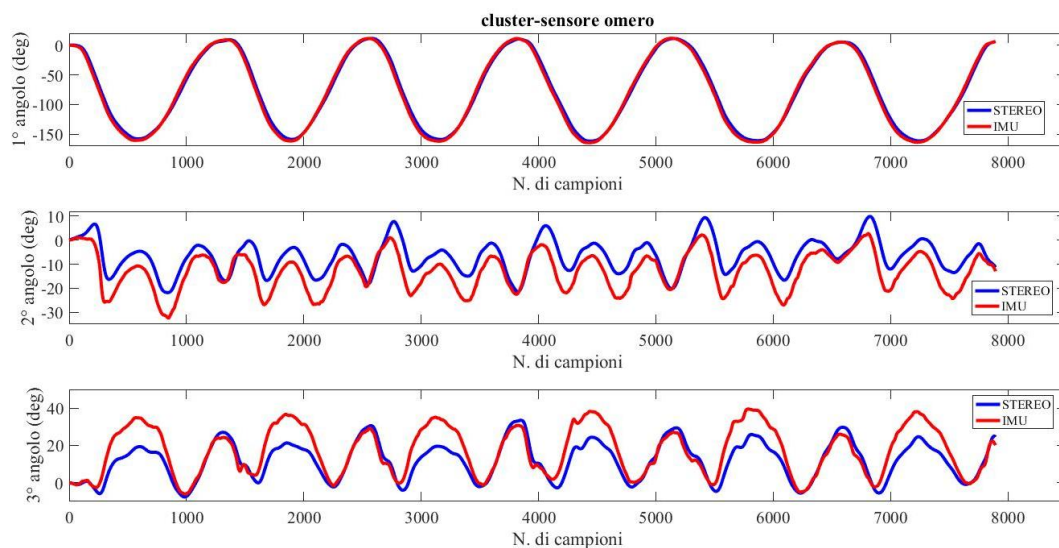 cluster-sensore omero
1° angolo (deg)
0
-50
-100
-150
STEREO
IMU
0 1000 2000 3000 4000 5000 6000 7000 8000
N. di campioni
2° angolo (deg)
10
0
-10
-20
-30
STEREO
IMU
0 1000 2000 3000 4000 5000 6000 7000 8000
N. di campioni
3° angolo (deg)
40
20
0
STEREO
IMU
0 1000 2000 3000 4000 5000 6000 7000 8000
N. di campioni